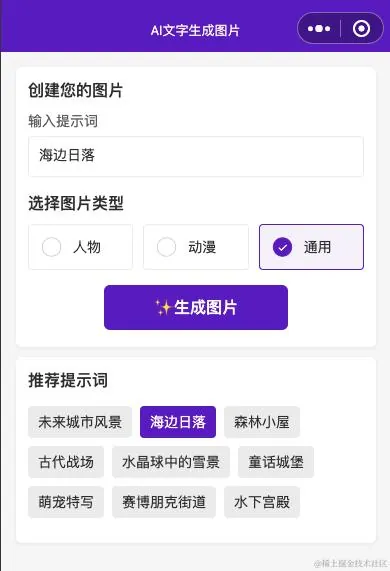 AI文字生成图片
创建您的图片
输入提示词
海边日落
选择图片类型
人物 动漫 通用
✨生成图片
推荐提示词
未来城市风景 海边日落 森林小屋
古代战场 水晶球中的雪景 童话城堡
萌宠特写 赛博朋克街道 水下宫殿
@稀土掘金技术社区